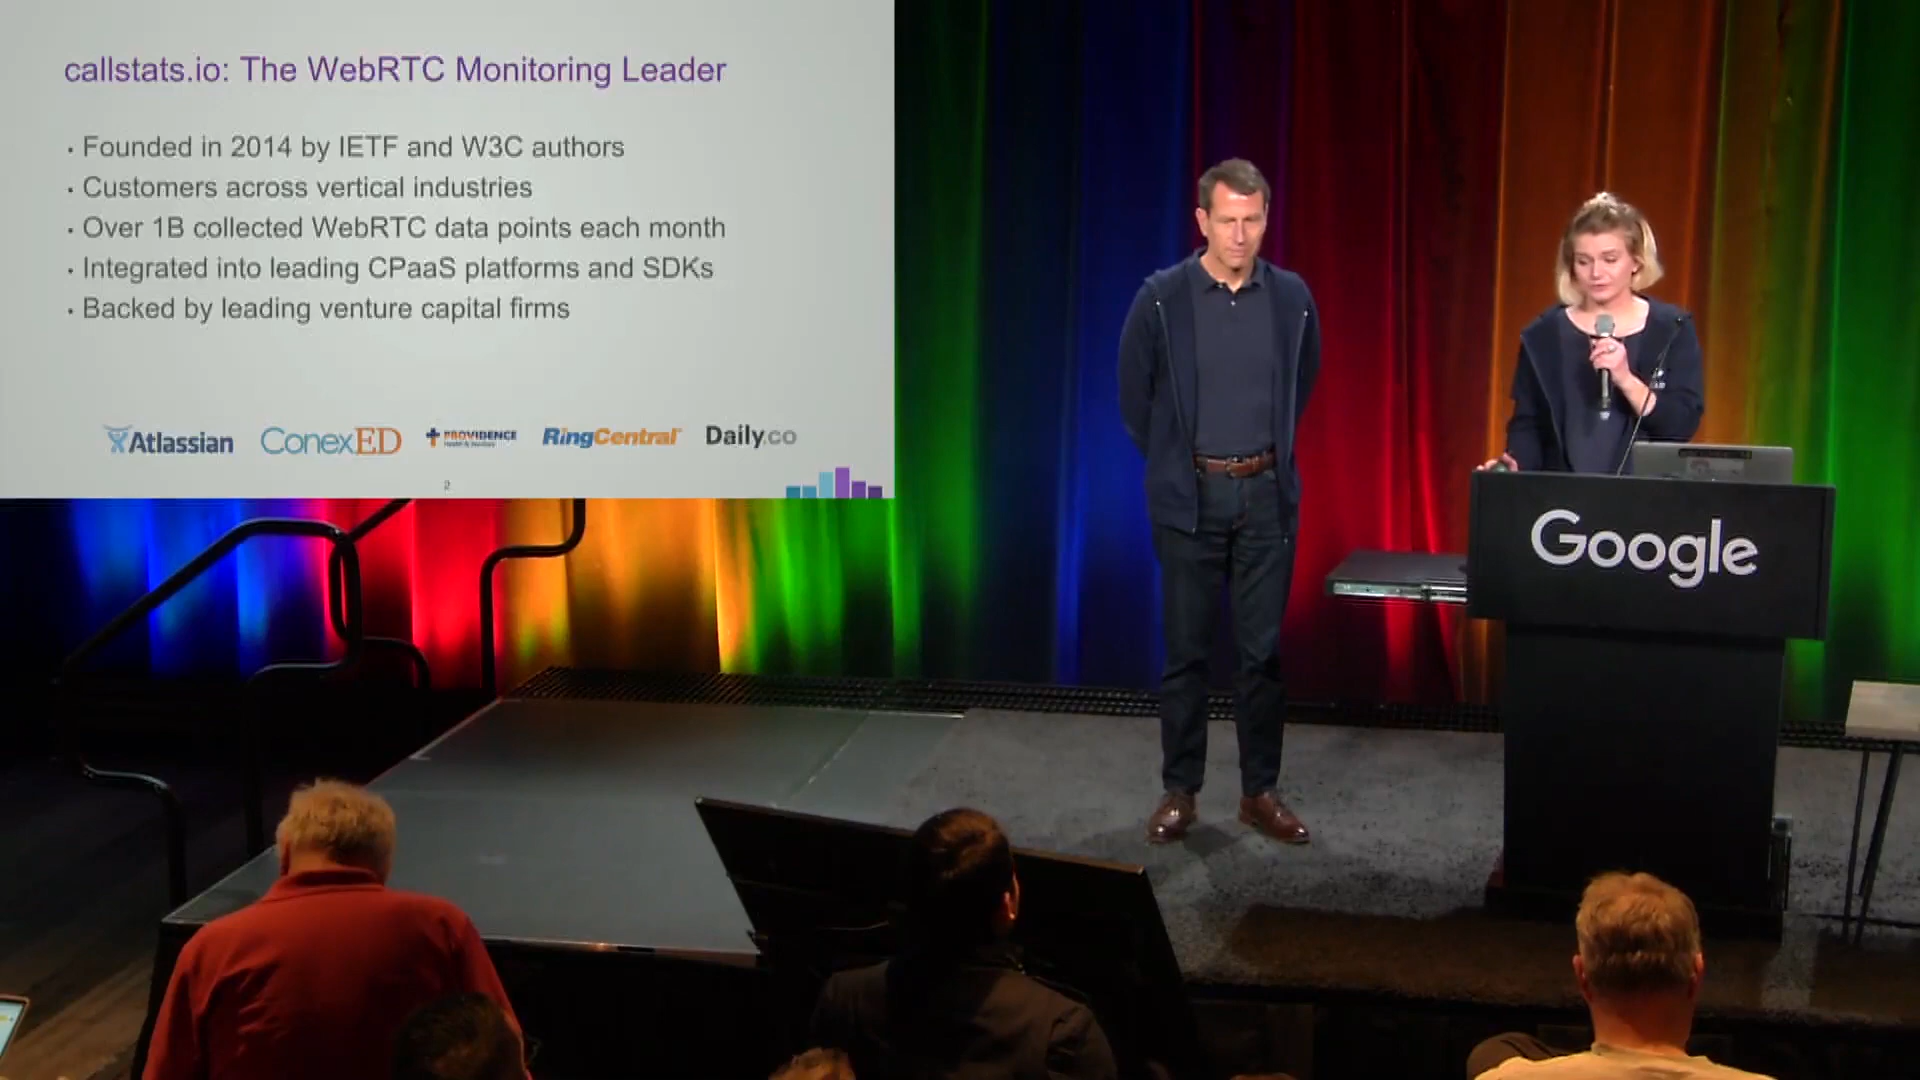 callstats.io: The WebRTC Monitoring Leader
• Founded in 2014 by IETF and W3C authors
• Customers across vertical industries
• Over 1B collected WebRTC data points each month
• Integrated into leading CPaaS platforms and SDKs
• Backed by leading venture capital firms
Atlassian ConexED PROVIDENCE RingCentral Daily.co
2
Google